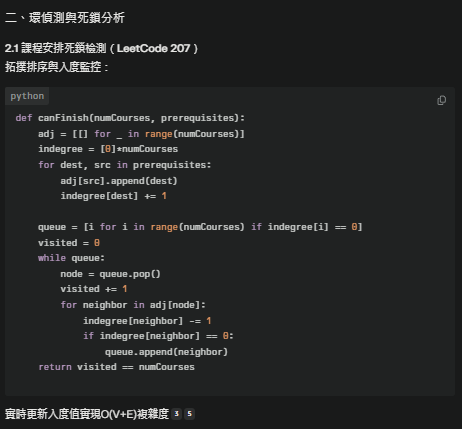 二、環偵測與死鎖分析
2.1 課程安排死鎖檢測（LeetCode 207）
拓撲排序與入度監控：
python
def canFinish(numCourses, prerequisites):
    adj = [[] for _ in range(numCourses)]
    indegree = [0]*numCourses
    for dest, src in prerequisites:
        adj[src].append(dest)
        indegree[dest] += 1

    queue = [i for i in range(numCourses) if indegree[i] == 0]
    visited = 0
    while queue:
        node = queue.pop()
        visited += 1
        for neighbor in adj[node]:
            indegree[neighbor] -= 1
            if indegree[neighbor] == 0:
                queue.append(neighbor)
    return visited == numCourses
實時更新入度值實現O(V+E)複雜度 3 5